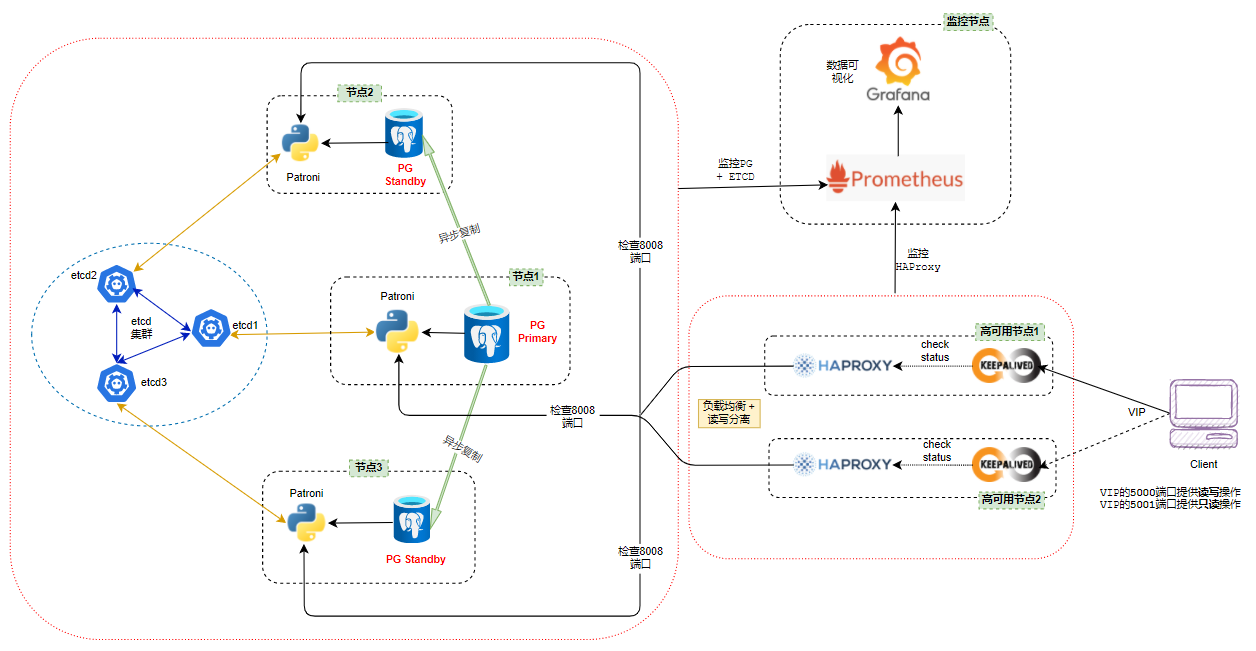 监控节点
数据可
视化
Grafana
节点2
Patroni
PG
Standby
监控PG
+ ETCD
Prometheus
异步复制
检查8008
端口
监控
HAProxy
etcd2
etcd
集群
etcd1
etcd3
节点1
Patroni
PG
Primary
高可用节点1
check
status
HAPROXY
KEEPALIVED
负载均衡 +
读写分离
检查8008
端口
VIP
Client
异步复制
check
status
HAPROXY
KEEPALIVED
高可用节点2
VIP的5000端口提供读写操作
VIP的5001端口提供只读操作
节点3
Patroni
PG Standby
检查8008
端口